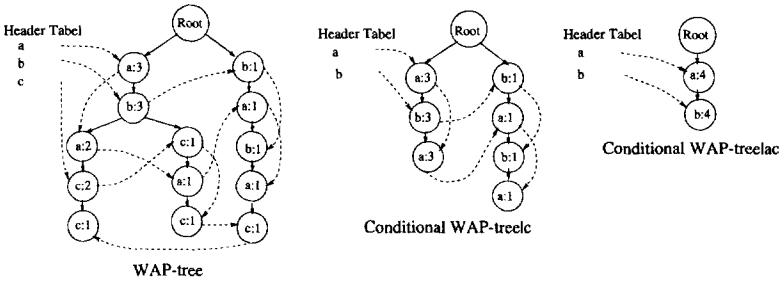 Header Tabel
a
b
c
Root
a:3
b:1
b:3
a:1
a:2
c:1
b:1
c:2
a:1
a:1
c:1
c:1
c:1
WAP-tree
Header Tabel
a
b
Root
a:3
b:1
b:3
a:1
a:3
b:1
a:1
Conditional WAP-treelc
Header Tabel
a
b
Root
a:4
b:4
Conditional WAP-treelac